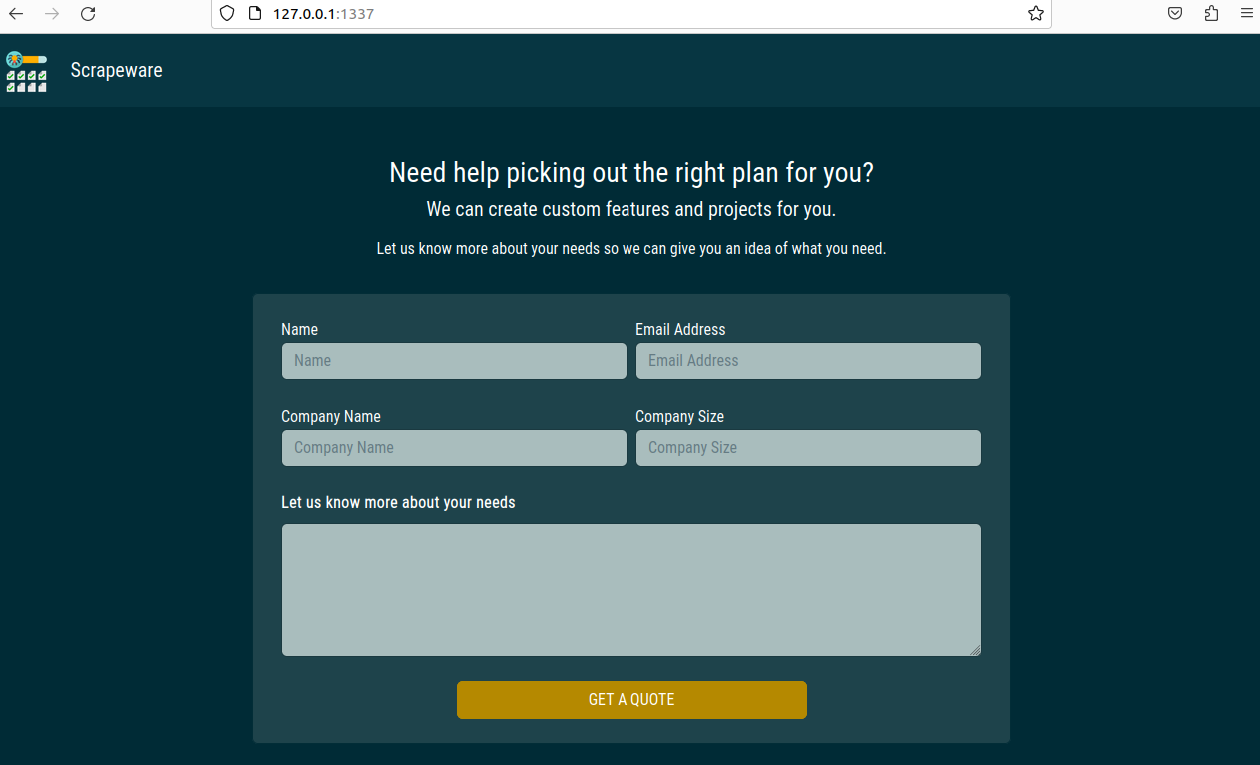 127.0.0.1:1337
Scrapeware
Need help picking out the right plan for you?
We can create custom features and projects for you.
Let us know more about your needs so we can give you an idea of what you need.
Name Email Address
Name Email Address
Company Name Company Size
Company Name Company Size
Let us know more about your needs
GET A QUOTE